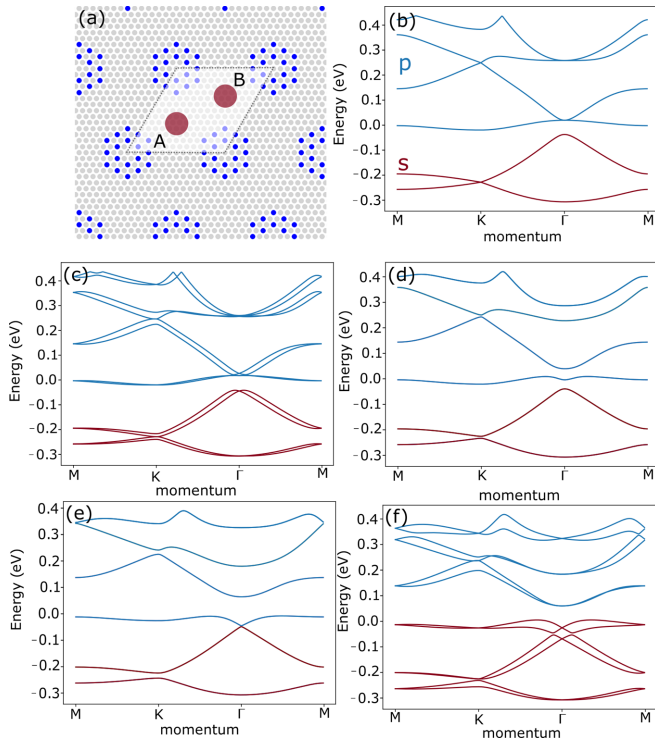 (a)
A
B
(b)
p
s
Energy (eV)
0.4
0.3
0.2
0.1
0.0
-0.1
-0.2
-0.3
M K Γ M
momentum
(c)
Energy (eV)
0.4
0.3
0.2
0.1
0.0
-0.1
-0.2
-0.3
M K Γ M
momentum
(d)
Energy (eV)
0.4
0.3
0.2
0.1
0.0
-0.1
-0.2
-0.3
M K Γ M
momentum
(e)
Energy (eV)
0.4
0.3
0.2
0.1
0.0
-0.1
-0.2
-0.3
M K Γ M
momentum
(f)
Energy (eV)
0.4
0.3
0.2
0.1
0.0
-0.1
-0.2
-0.3
M K Γ M
momentum